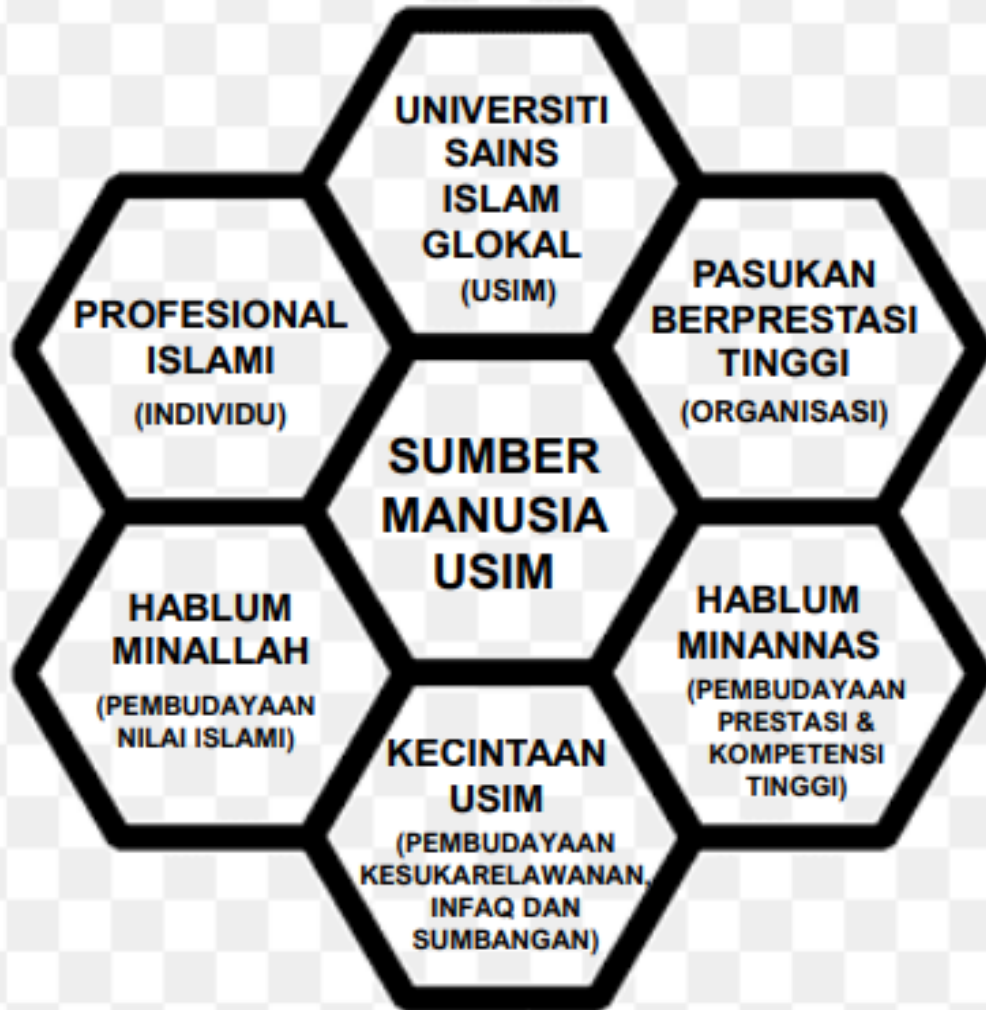 UNIVERSITI
SAINS
ISLAM
GLOKAL
(USIM)
PROFESIONAL
ISLAMI
(INDIVIDU)
PASUKAN
BERPRESTASI
TINGGI
(ORGANISASI)
SUMBER
MANUSIA
USIM
HABLUM
MINALLAH
(PEMBUDAYAAN
NILAI ISLAMI)
HABLUM
MINANNAS
(PEMBUDAYAAN
PRESTASI &
KOMPETENSI
TINGGI)
KECINTAAN
USIM
(PEMBUDAYAAN
KESUKARELAWANAN,
INFAQ DAN
SUMBANGAN)